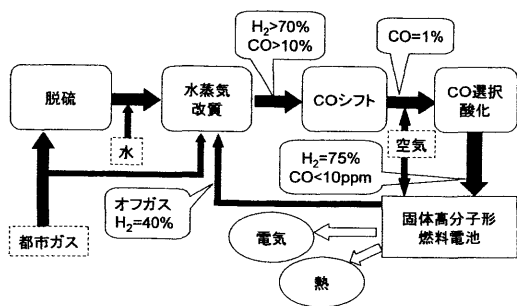 H₂>70%
CO>10%
CO=1%
脱硫
水蒸気
改質
COシフト
CO選択
酸化
水
空気
H₂=75%
CO<10ppm
オフガス
H₂=40%
都市ガス
固体高分子形
燃料電池
電気
熱